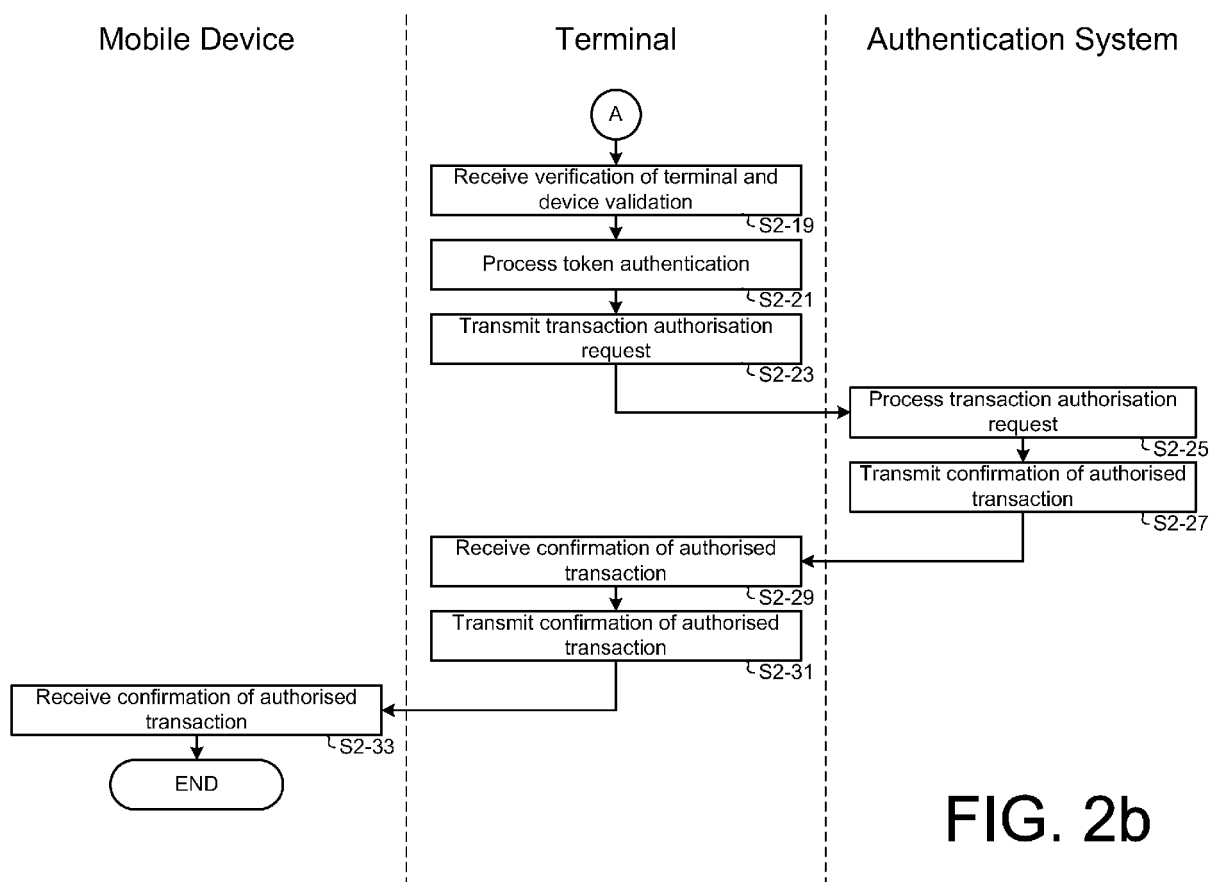 Mobile Device
Terminal
Authentication System
A
Receive verification of terminal and
device validation
S2-19
Process token authentication
S2-21
Transmit transaction authorisation
request
S2-23
Process transaction authorisation
request
S2-25
Transmit confirmation of authorised
transaction
S2-27
Receive confirmation of authorised
transaction
S2-29
Transmit confirmation of authorised
transaction
S2-31
Receive confirmation of authorised
transaction
S2-33
END
FIG. 2b